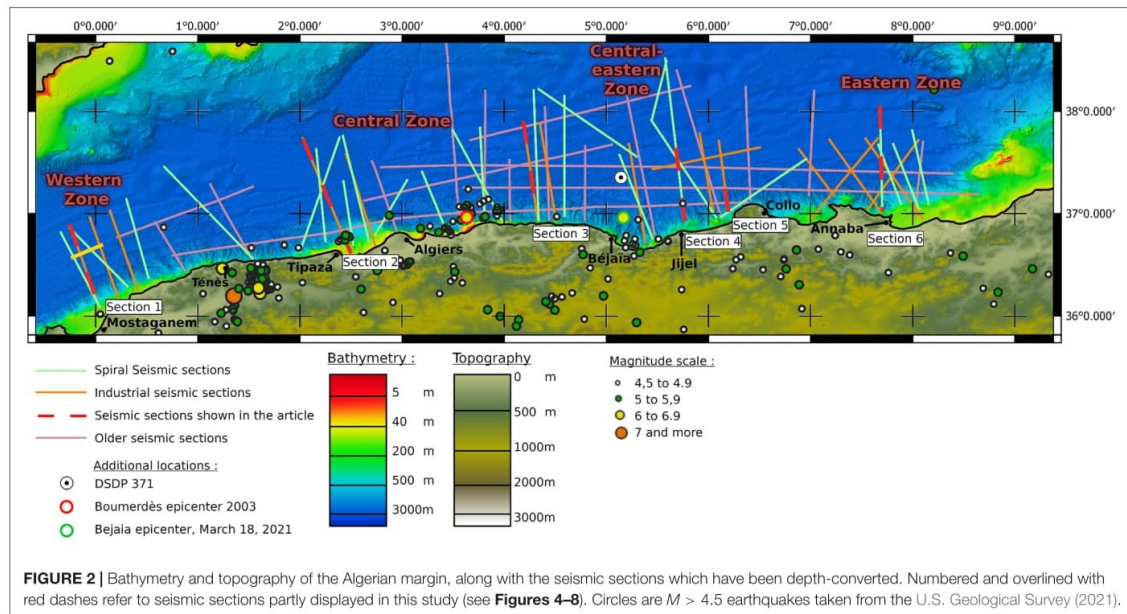 0°0.000' 1°0.000' 2°0.000' 3°0.000' 4°0.000' 5°0.000' 6°0.000' 7°0.000' 8°0.000' 9°0.000'
Central-
eastern
Zone
Eastern Zone
38°0.000'
Central Zone
Western
Zone
37°0.000'
Collo
Annaba
Section 3
Section 5
Section 6
Algiers
Béjaïa
Section 4
Tipaza
Section 2
Jijel
Ténès
Section 1
Mostaganem
36°0.000'
Spiral Seismic sections
Industrial seismic sections
Seismic sections shown in the article
Older seismic sections
Additional locations :
DSDP 371
Boumerdès epicenter 2003
Bejaia epicenter, March 18, 2021
Bathymetry :
5 m
40 m
200 m
500 m
3000m
Topography
0 m
500 m
1000m
2000m
3000m
Magnitude scale :
4,5 to 4.9
5 to 5,9
6 to 6.9
7 and more
FIGURE 2 | Bathymetry and topography of the Algerian margin, along with the seismic sections which have been depth-converted. Numbered and overlined with
red dashes refer to seismic sections partly displayed in this study (see Figures 4–8). Circles are M > 4.5 earthquakes taken from the U.S. Geological Survey (2021).